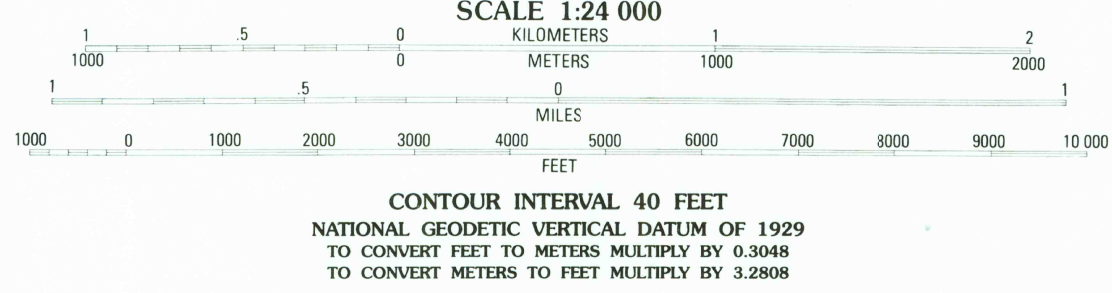 SCALE 1:24 000
1 .5 0 KILOMETERS 1 2
1000 0 METERS 1000 2000
1 .5 0 1
MILES
1000 0 1000 2000 3000 4000 5000 6000 7000 8000 9000 10 000
FEET
CONTOUR INTERVAL 40 FEET
NATIONAL GEODETIC VERTICAL DATUM OF 1929
TO CONVERT FEET TO METERS MULTIPLY BY 0.3048
TO CONVERT METERS TO FEET MULTIPLY BY 3.2808